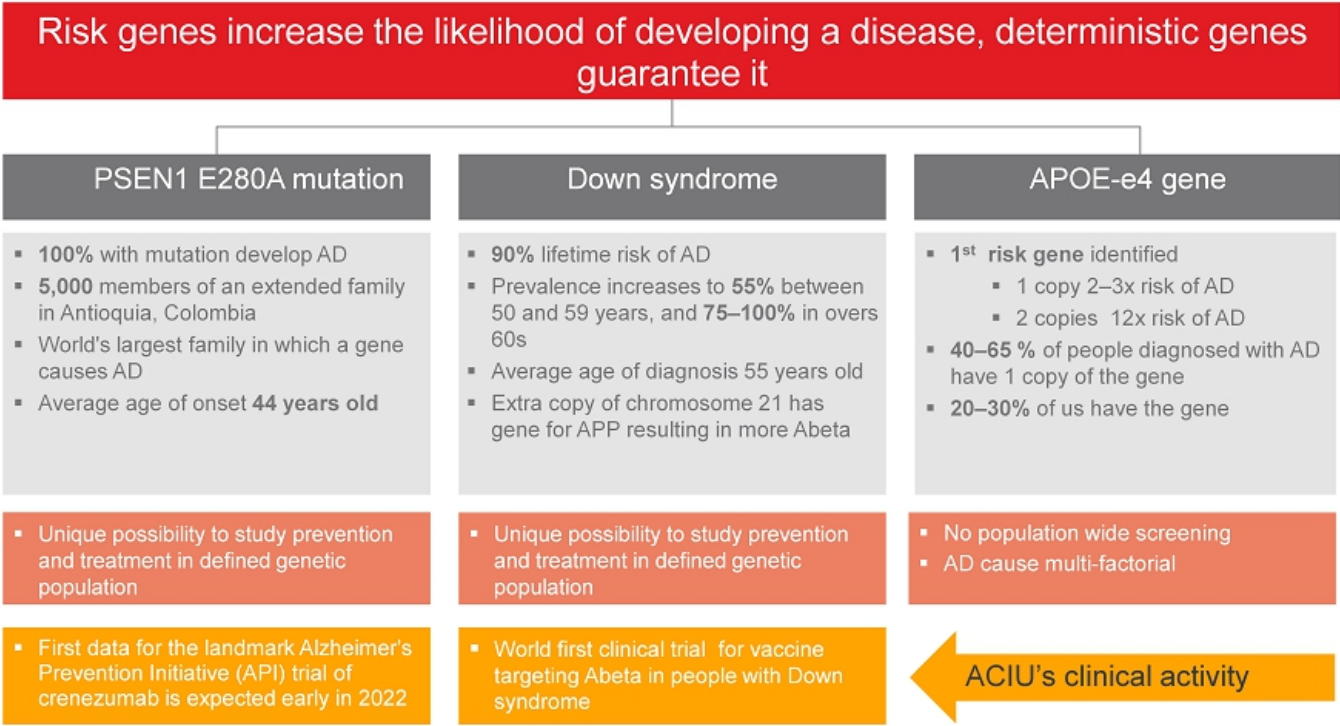 Risk genes increase the likelihood of developing a disease, deterministic genes
guarantee it
PSEN1 E280A mutation
▪ 100% with mutation develop AD
▪ 5,000 members of an extended family
in Antioquia, Colombia
▪ World's largest family in which a gene
causes AD
▪ Average age of onset 44 years old
▪ Unique possibility to study prevention
and treatment in defined genetic
population
▪ First data for the landmark Alzheimer's
Prevention Initiative (API) trial of
crenezumab is expected early in 2022
Down syndrome
▪ 90% lifetime risk of AD
▪ Prevalence increases to 55% between
50 and 59 years, and 75–100% in overs
60s
▪ Average age of diagnosis 55 years old
▪ Extra copy of chromosome 21 has
gene for APP resulting in more Abeta
▪ Unique possibility to study prevention
and treatment in defined genetic
population
▪ World first clinical trial for vaccine
targeting Abeta in people with Down
syndrome
APOE-e4 gene
▪ 1st risk gene identified
▪ 1 copy 2–3x risk of AD
▪ 2 copies 12x risk of AD
▪ 40–65 % of people diagnosed with AD
have 1 copy of the gene
▪ 20–30% of us have the gene
▪ No population wide screening
▪ AD cause multi-factorial
ACIU's clinical activity